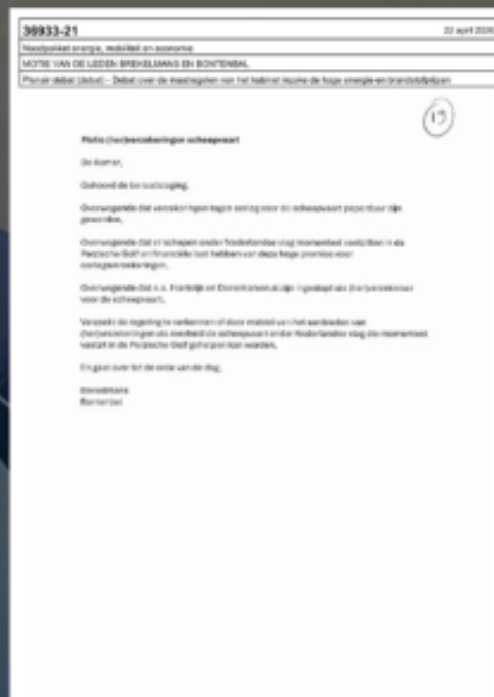 36933-21 22 april 2026
Noodpakket energie, mobiliteit en economie
MOTIE VAN DE LEDEN BREKELMANS EN BONTENBAL
Plenair debat (debat) - Debat over de maatregelen van het kabinet inzake de hoge energie-en brandstofprijzen
19
Motie (her)verzekeringen scheepvaart
De Kamer,
Gehoord de beraadslaging,
Overwegende dat verzekeringen tegen oorlog voor de scheepvaart peperduur zijn
geworden,
Overwegende dat er schepen onder Nederlandse vlag momenteel vastzitten in de
Perzische Golf en financiële last hebben van deze hoge premies voor
oorlogsverzekeringen,
Overwegende dat o.a. Frankrijk en Denemarken al zijn ingestapt als (her)verzekeraar
voor de scheepvaart,
Verzoekt de regering te verkennen of door middel van het aanbieden van
(her)verzekeringen als overheid de scheepvaart onder Nederlandse vlag die momenteel
vastzit in de Perzische Golf geholpen kan worden,
En gaat over tot de orde van de dag,
Brekelmans
Bontenbal